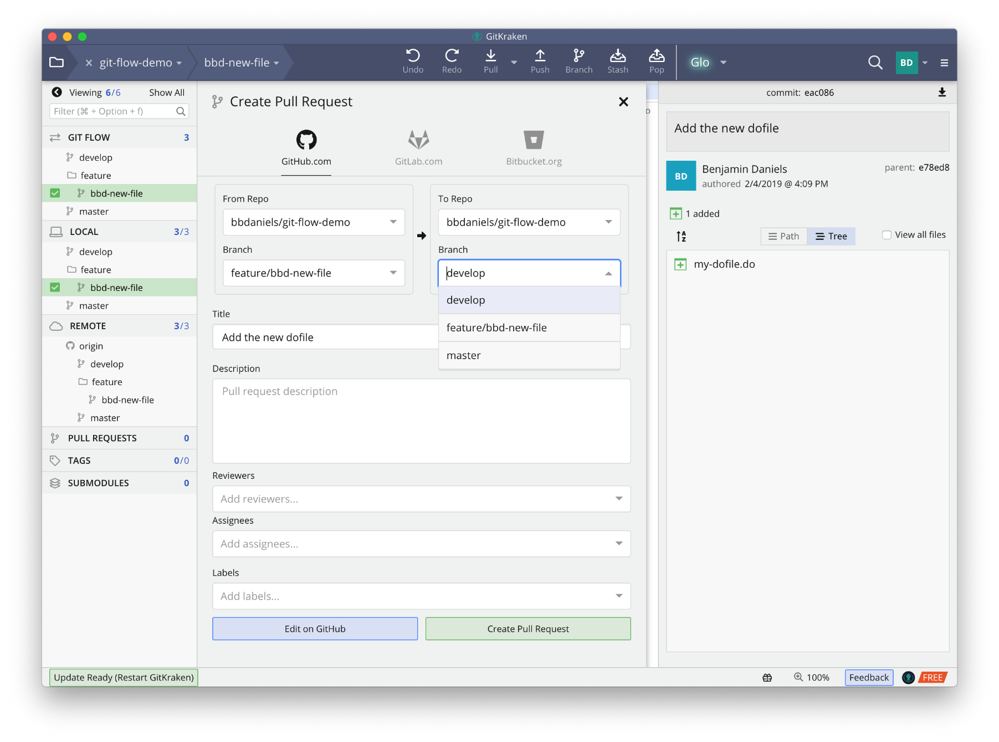 GitKraken
git-flow-demo
bbd-new-file
Undo
Redo
Pull
Push
Branch
Stash
Pop
Glo
BD
Viewing 6/6
Show All
Filter (⌘ + Option + f)
GIT FLOW 3
develop
feature
bbd-new-file
master
LOCAL 3/3
develop
feature
bbd-new-file
master
REMOTE 3/3
origin
develop
feature
bbd-new-file
master
PULL REQUESTS 0
TAGS 0/0
SUBMODULES 0
Create Pull Request
GitHub.com
GitLab.com
Bitbucket.org
From Repo
bbdaniels/git-flow-demo
Branch
feature/bbd-new-file
To Repo
bbdaniels/git-flow-demo
Branch
develop
develop
feature/bbd-new-file
master
Title
Add the new dofile
Description
Pull request description
Reviewers
Add reviewers...
Assignees
Add assignees...
Labels
Add labels...
Edit on GitHub
Create Pull Request
o
commit: eac086
Add the new dofile
BD
Benjamin Daniels
authored 2/4/2019 @ 4:09 PM
parent: e78ed8
1 added
A
Z
Path
Tree
View all files
my-dofile.do
Update Ready (Restart GitKraken)
100%
Feedback
FREE